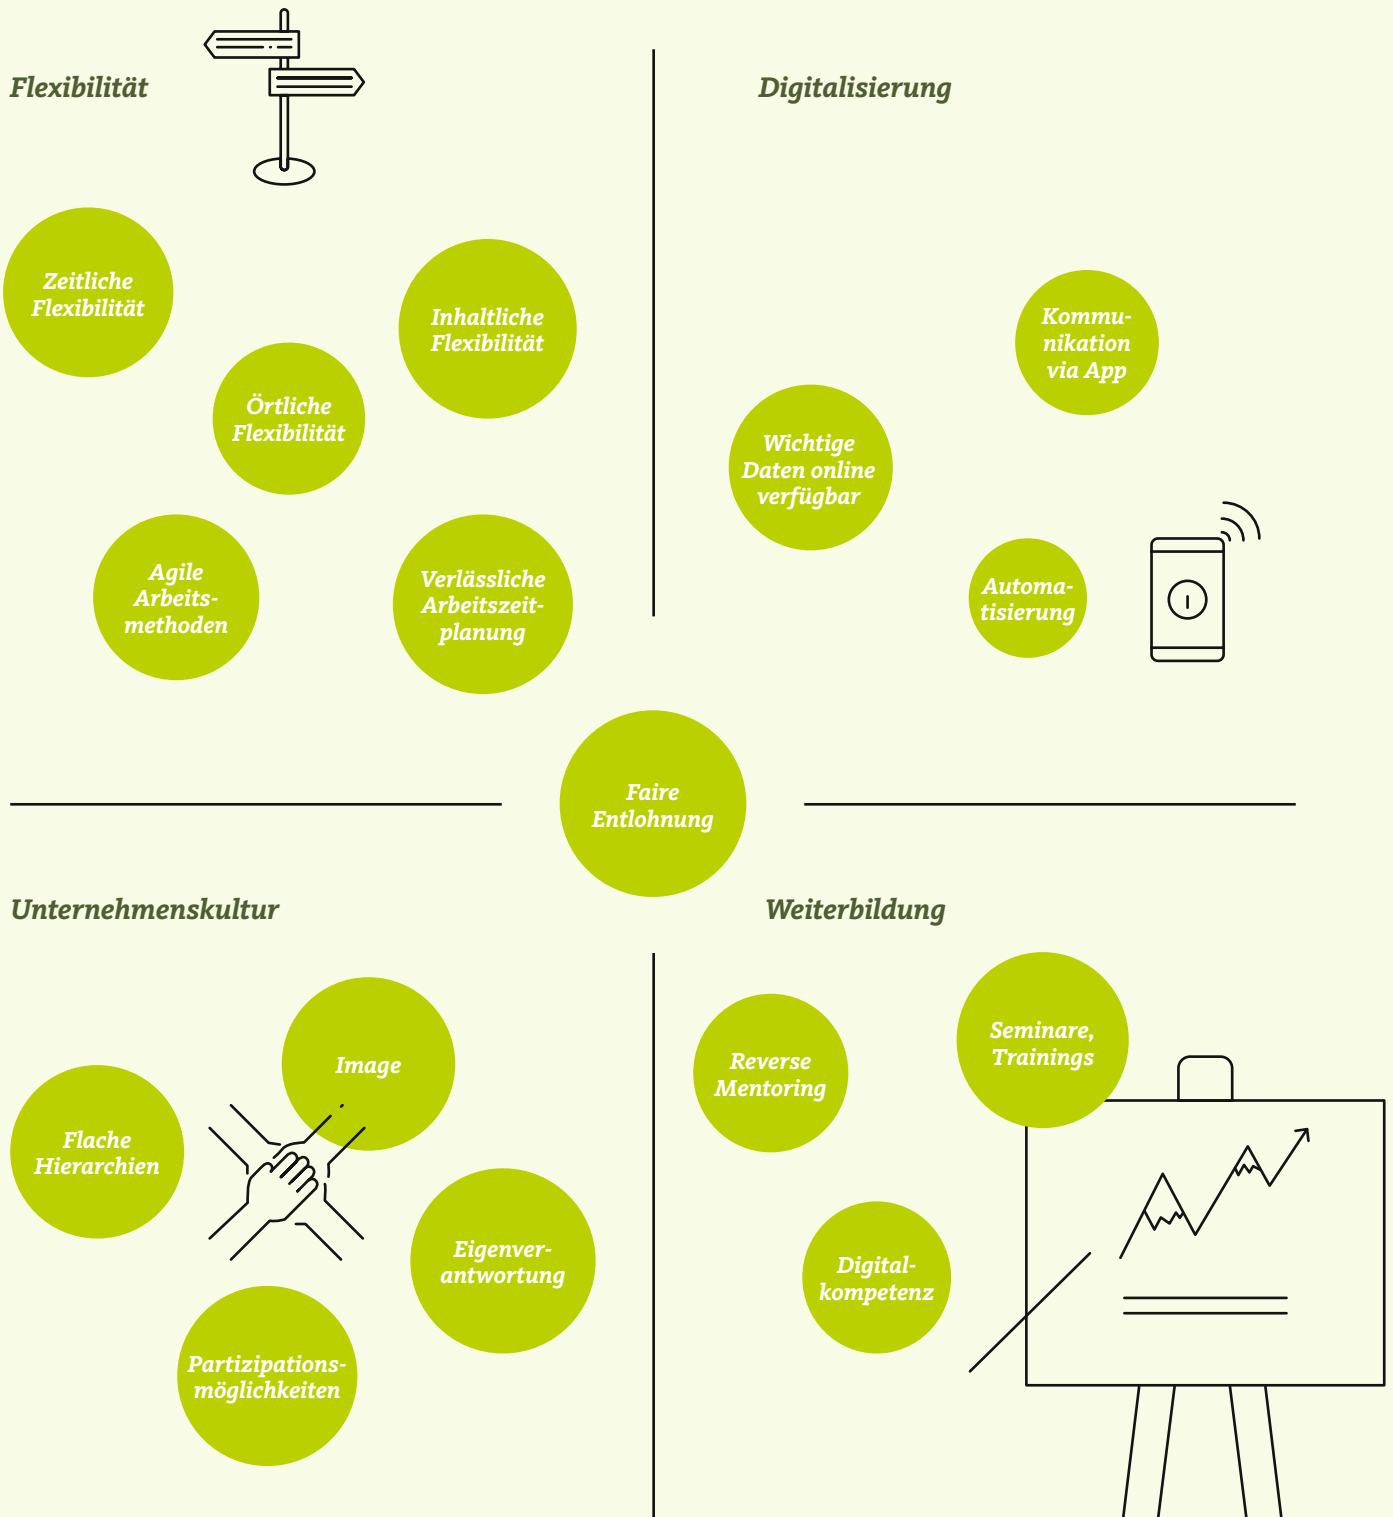 Flexibilität
Zeitliche
Flexibilität
Inhaltliche
Flexibilität
Örtliche
Flexibilität
Agile
Arbeits-
methoden
Verlässliche
Arbeitszeit-
planung
Digitalisierung
Kommu-
nikation
via App
Wichtige
Daten online
verfügbar
Automa-
tisierung
Faire
Entlohnung
Unternehmenskultur
Image
Flache
Hierarchien
Eigenver-
antwortung
Partizipations-
möglichkeiten
Weiterbildung
Seminare,
Trainings
Reverse
Mentoring
Digital-
kompetenz